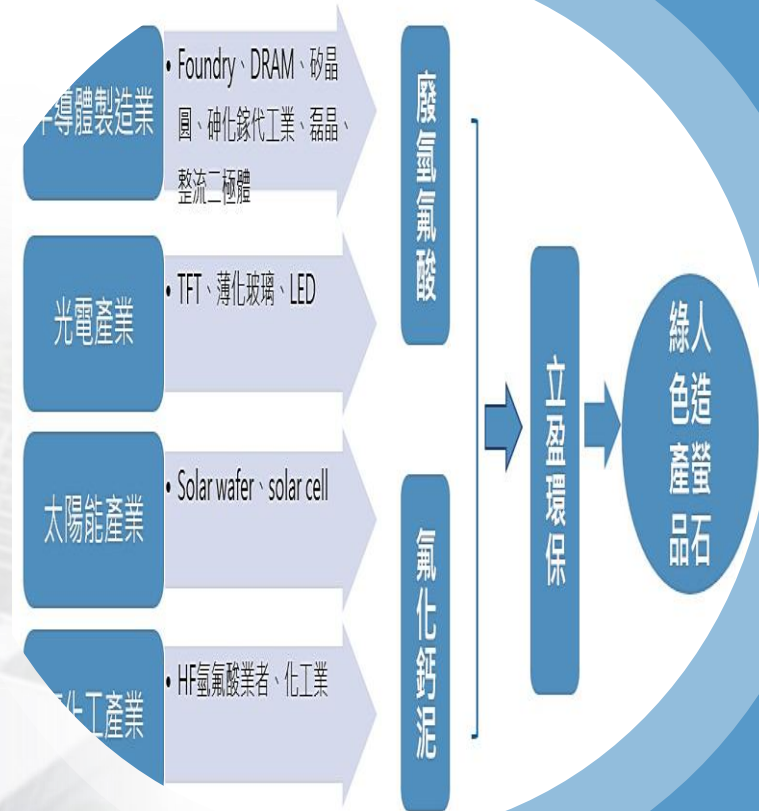 半導體製造業
• Foundry、DRAM、矽晶
圓、砷化鎵代工業、磊晶、
整流二極體
光電產業
• TFT、薄化玻璃、LED
太陽能產業
• Solar wafer、solar cell
化工產業
• HF氫氟酸業者、化工業
廢氫氟酸
氟化鈣泥
立盈環保
人造螢石
綠色產品